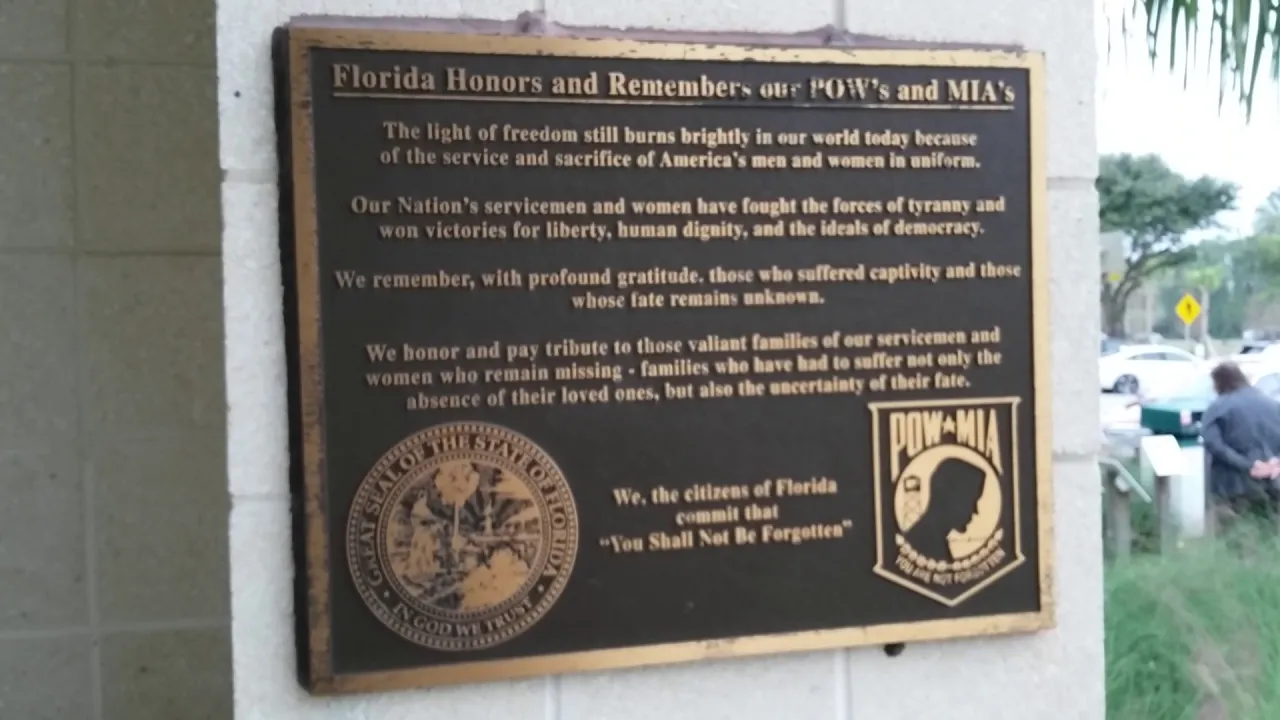 Florida Honors and Remembers our POW's and MIA's
The light of freedom still burns brightly in our world today because
of the service and sacrifice of America's men and women in uniform.
Our Nation's servicemen and women have fought the forces of tyranny and
won victories for liberty, human dignity, and the ideals of democracy.
We remember, with profound gratitude, those who suffered captivity and those
whose fate remains unknown.
We honor and pay tribute to those valiant families of our servicemen and
women who remain missing - families who have had to suffer not only the
absence of their loved ones, but also the uncertainty of their fate.
GREAT SEAL OF THE STATE OF FLORIDA
IN GOD WE TRUST
We, the citizens of Florida
commit that
"You Shall Not Be Forgotten"
POW★MIA
YOU ARE NOT FORGOTTEN